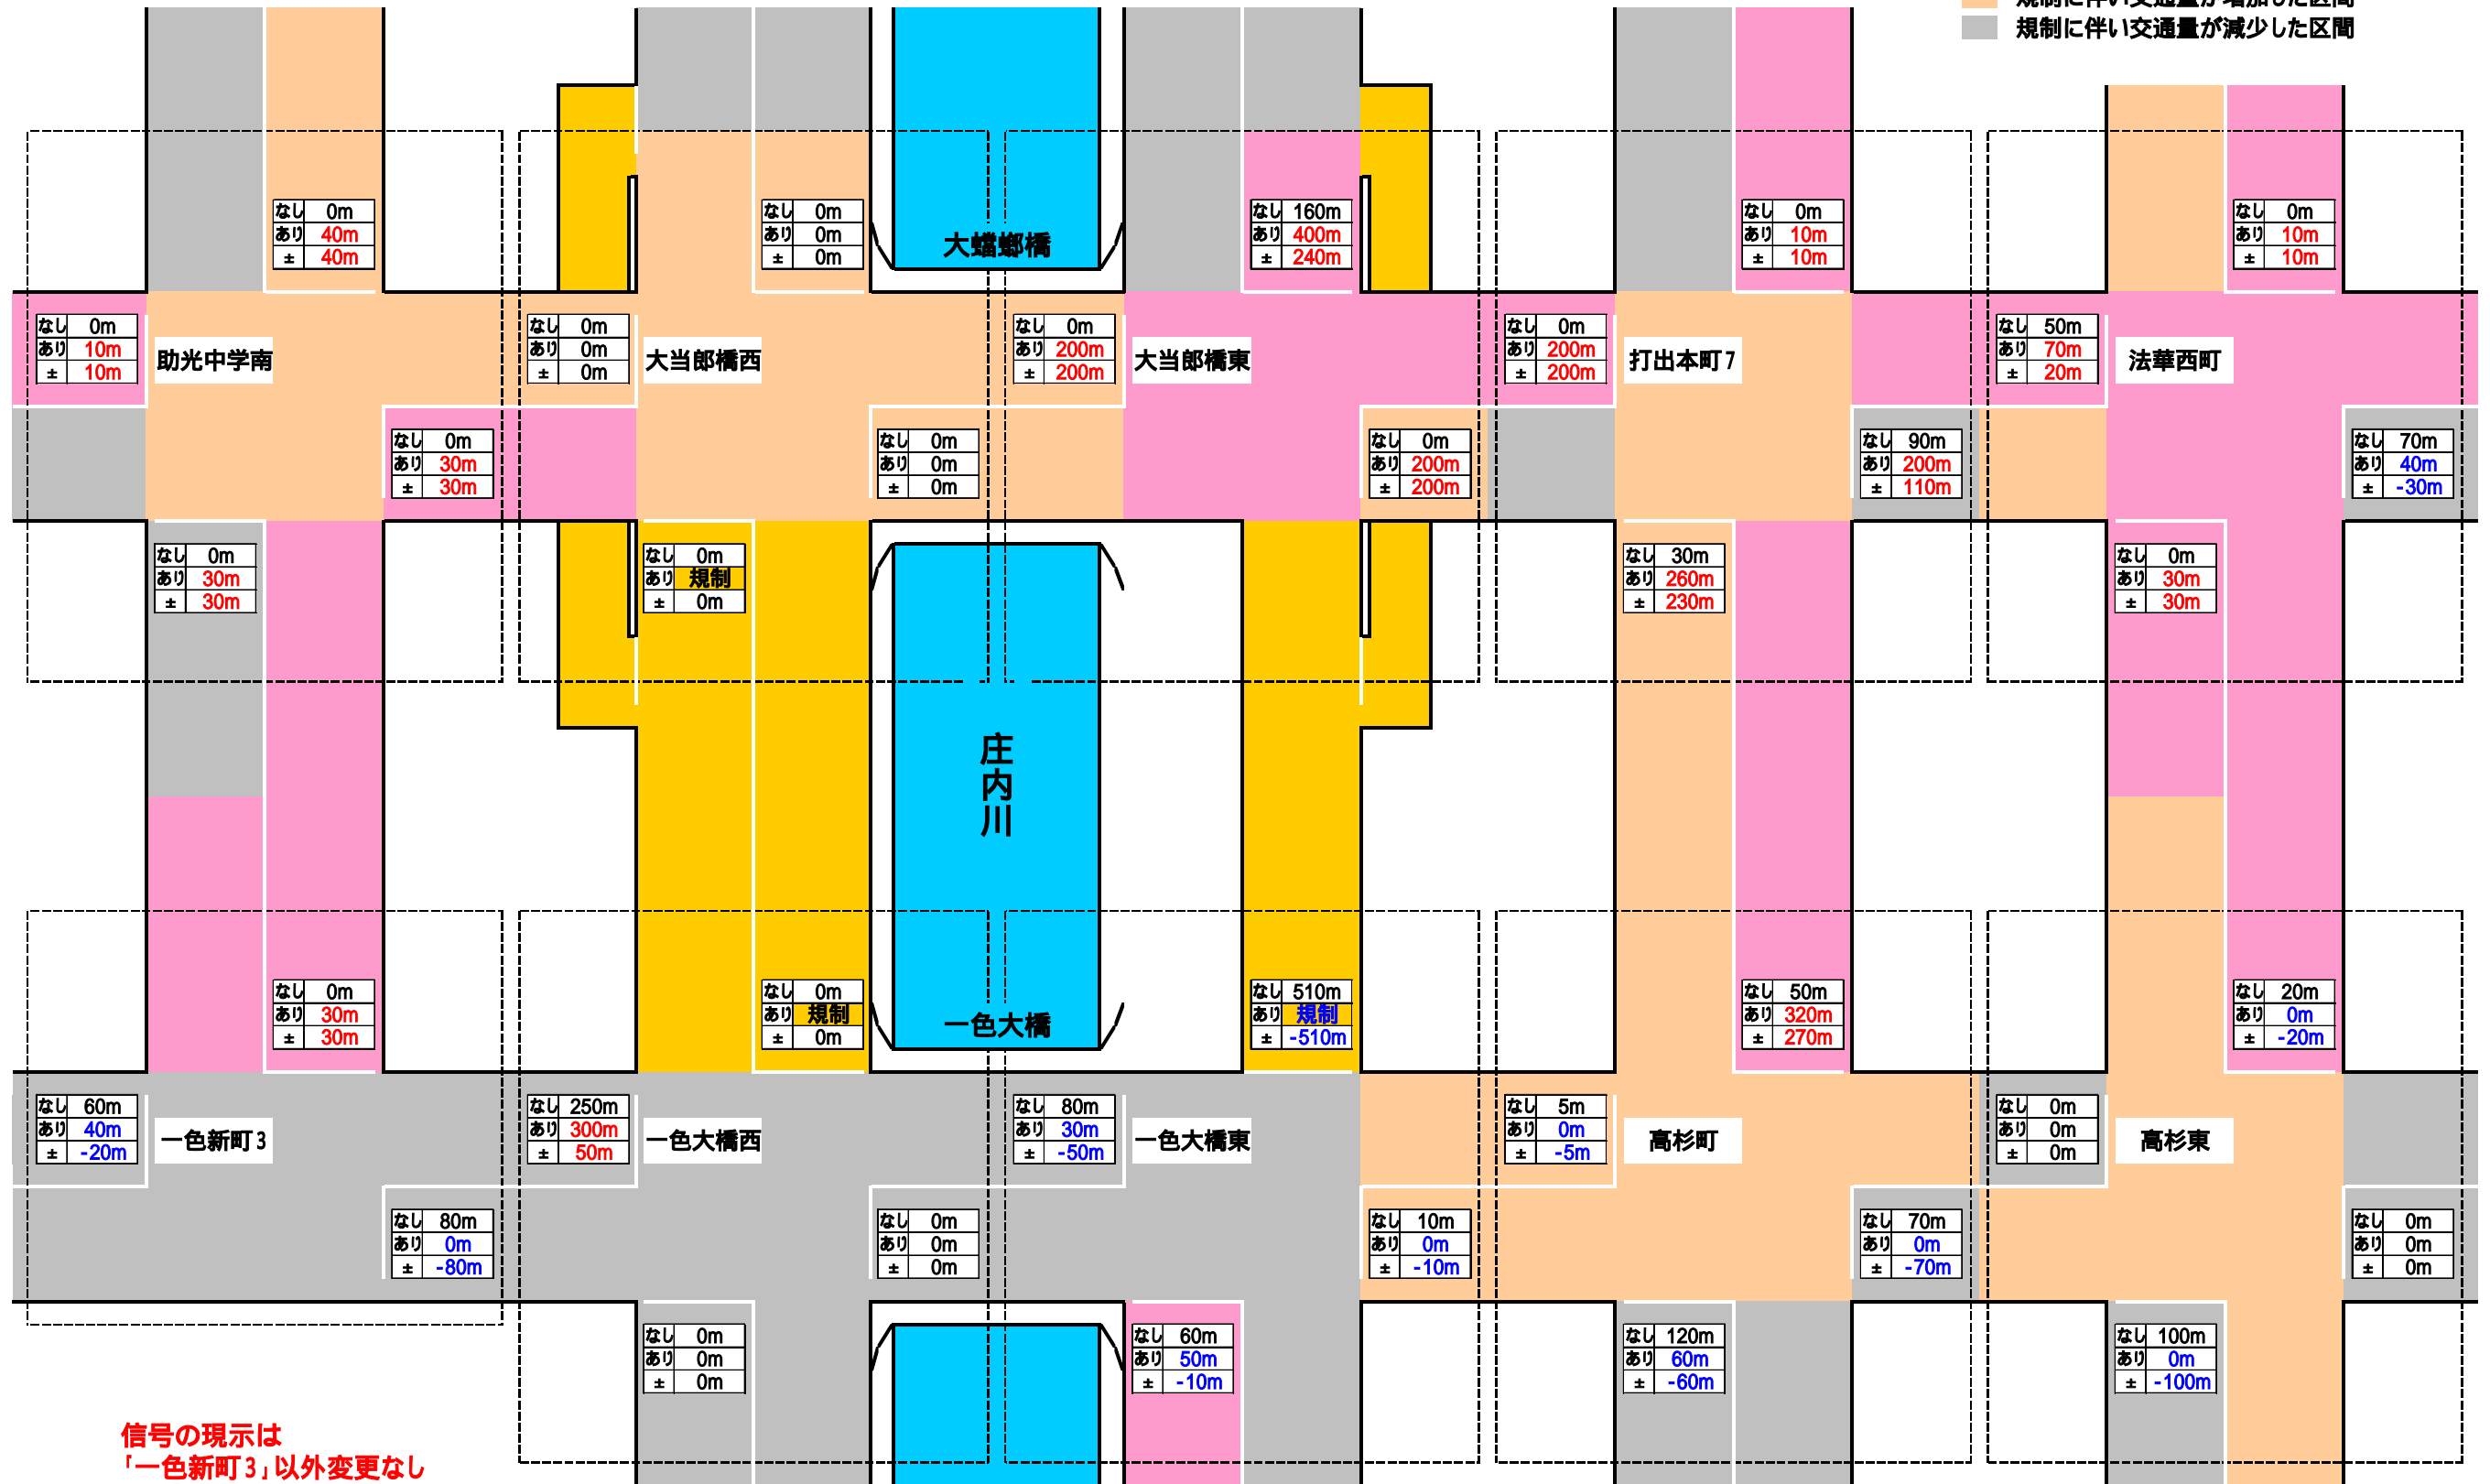 規制に伴い交通量が増加した区間
規制に伴い交通量が減少した区間
なし 0m
あり 40m
± 40m
なし 0m
あり 0m
± 0m
大蟷螂橋
なし 160m
あり 400m
± 240m
なし 0m
あり 10m
± 10m
なし 0m
あり 10m
± 10m
なし 0m
あり 10m
± 10m
助光中学南
なし 0m
あり 0m
± 0m
大当郎橋西
なし 0m
あり 200m
± 200m
大当郎橋東
なし 0m
あり 200m
± 200m
打出本町7
なし 50m
あり 70m
± 20m
法華西町
なし 0m
あり 30m
± 30m
なし 0m
あり 0m
± 0m
なし 0m
あり 200m
± 200m
なし 90m
あり 200m
± 110m
なし 70m
あり 40m
± -30m
なし 0m
あり 30m
± 30m
なし 0m
あり 規制
± 0m
なし 30m
あり 260m
± 230m
なし 0m
あり 30m
± 30m
庄内川
なし 0m
あり 30m
± 30m
なし 0m
あり 規制
± 0m
一色大橋
なし 510m
あり 規制
± -510m
なし 50m
あり 320m
± 270m
なし 20m
あり 0m
± -20m
なし 60m
あり 40m
± -20m
一色新町3
なし 250m
あり 300m
± 50m
一色大橋西
なし 80m
あり 30m
± -50m
一色大橋東
なし 5m
あり 0m
± -5m
高杉町
なし 0m
あり 0m
± 0m
高杉東
なし 80m
あり 0m
± -80m
なし 0m
あり 0m
± 0m
なし 10m
あり 0m
± -10m
なし 70m
あり 0m
± -70m
なし 0m
あり 0m
± 0m
なし 0m
あり 0m
± 0m
なし 60m
あり 50m
± -10m
なし 120m
あり 60m
± -60m
なし 100m
あり 0m
± -100m
信号の現示は
「一色新町3」以外変更なし